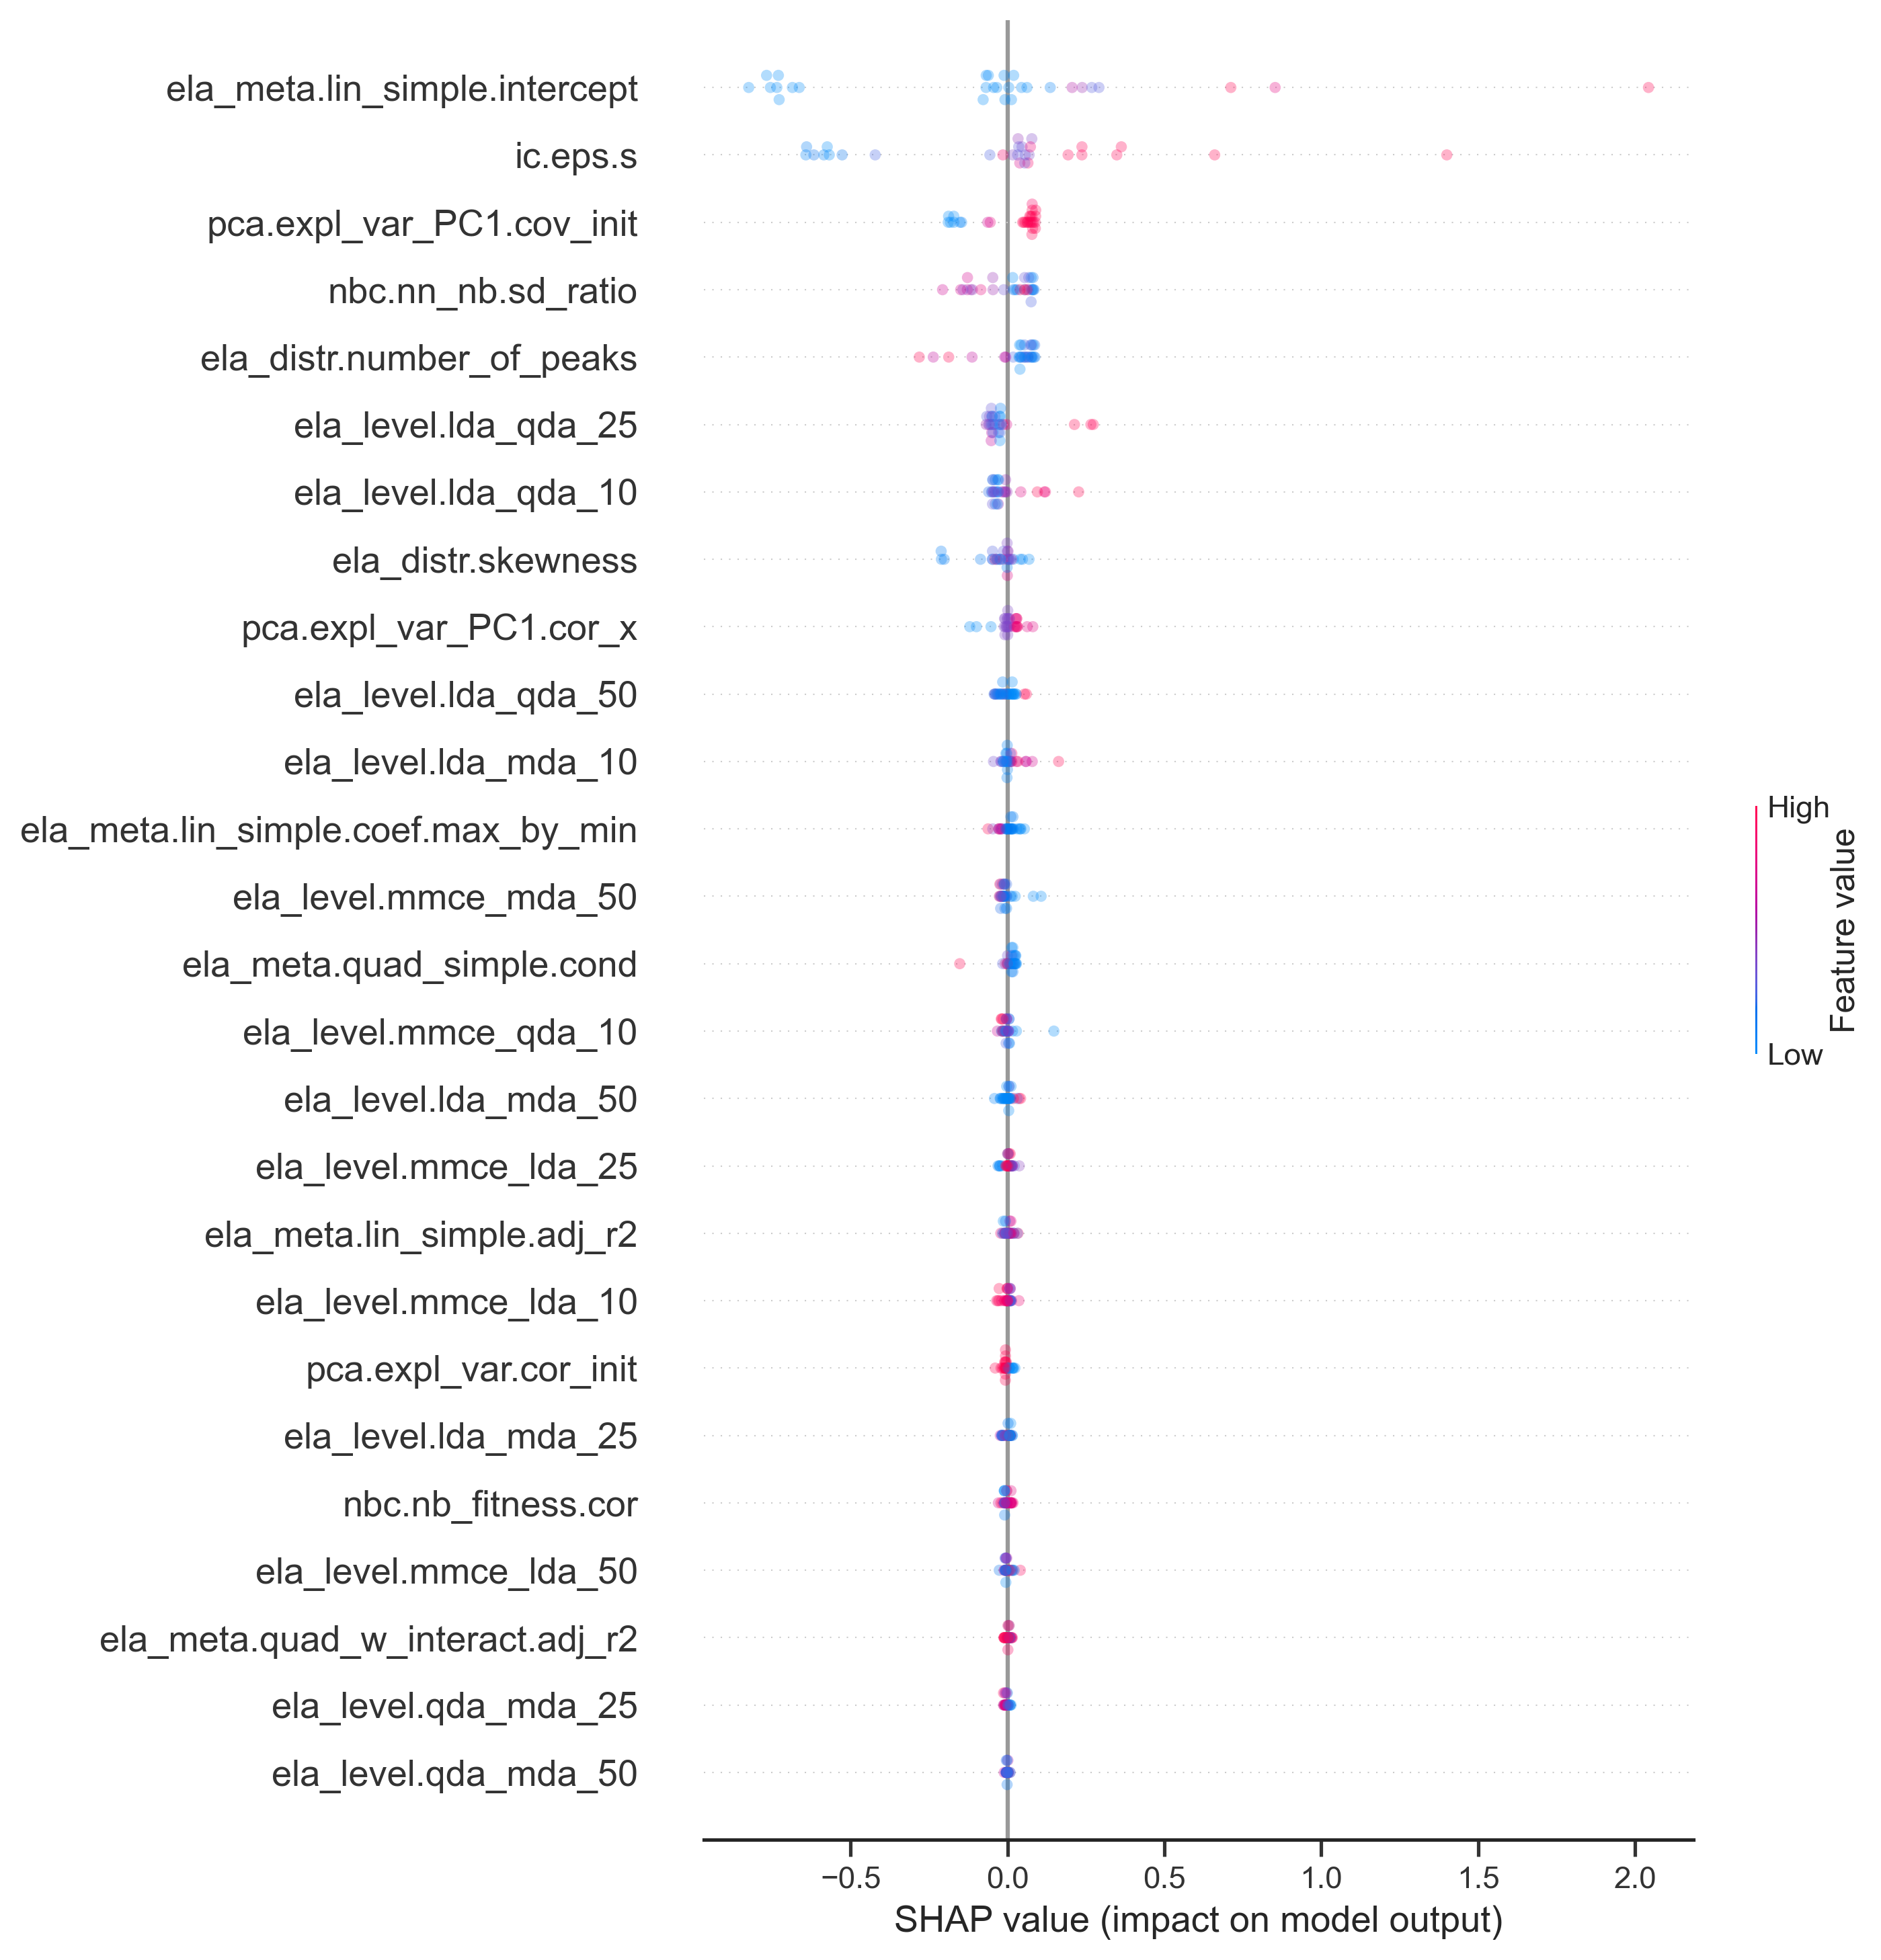 ela_meta.lin_simple.intercept
ic.eps.s
pca.expl_var_PC1.cov_init
nbc.nn_nb.sd_ratio
ela_distr.number_of_peaks
ela_level.lda_qda_25
ela_level.lda_qda_10
ela_distr.skewness
pca.expl_var_PC1.cor_x
ela_level.lda_qda_50
ela_level.lda_mda_10
ela_meta.lin_simple.coef.max_by_min
ela_level.mmce_mda_50
ela_meta.quad_simple.cond
ela_level.mmce_qda_10
ela_level.lda_mda_50
ela_level.mmce_lda_25
ela_meta.lin_simple.adj_r2
ela_level.mmce_lda_10
pca.expl_var.cor_init
ela_level.lda_mda_25
nbc.nb_fitness.cor
ela_level.mmce_lda_50
ela_meta.quad_w_interact.adj_r2
ela_level.qda_mda_25
ela_level.qda_mda_50
−0.5 0.0 0.5 1.0 1.5 2.0
SHAP value (impact on model output)
High
Feature value
Low